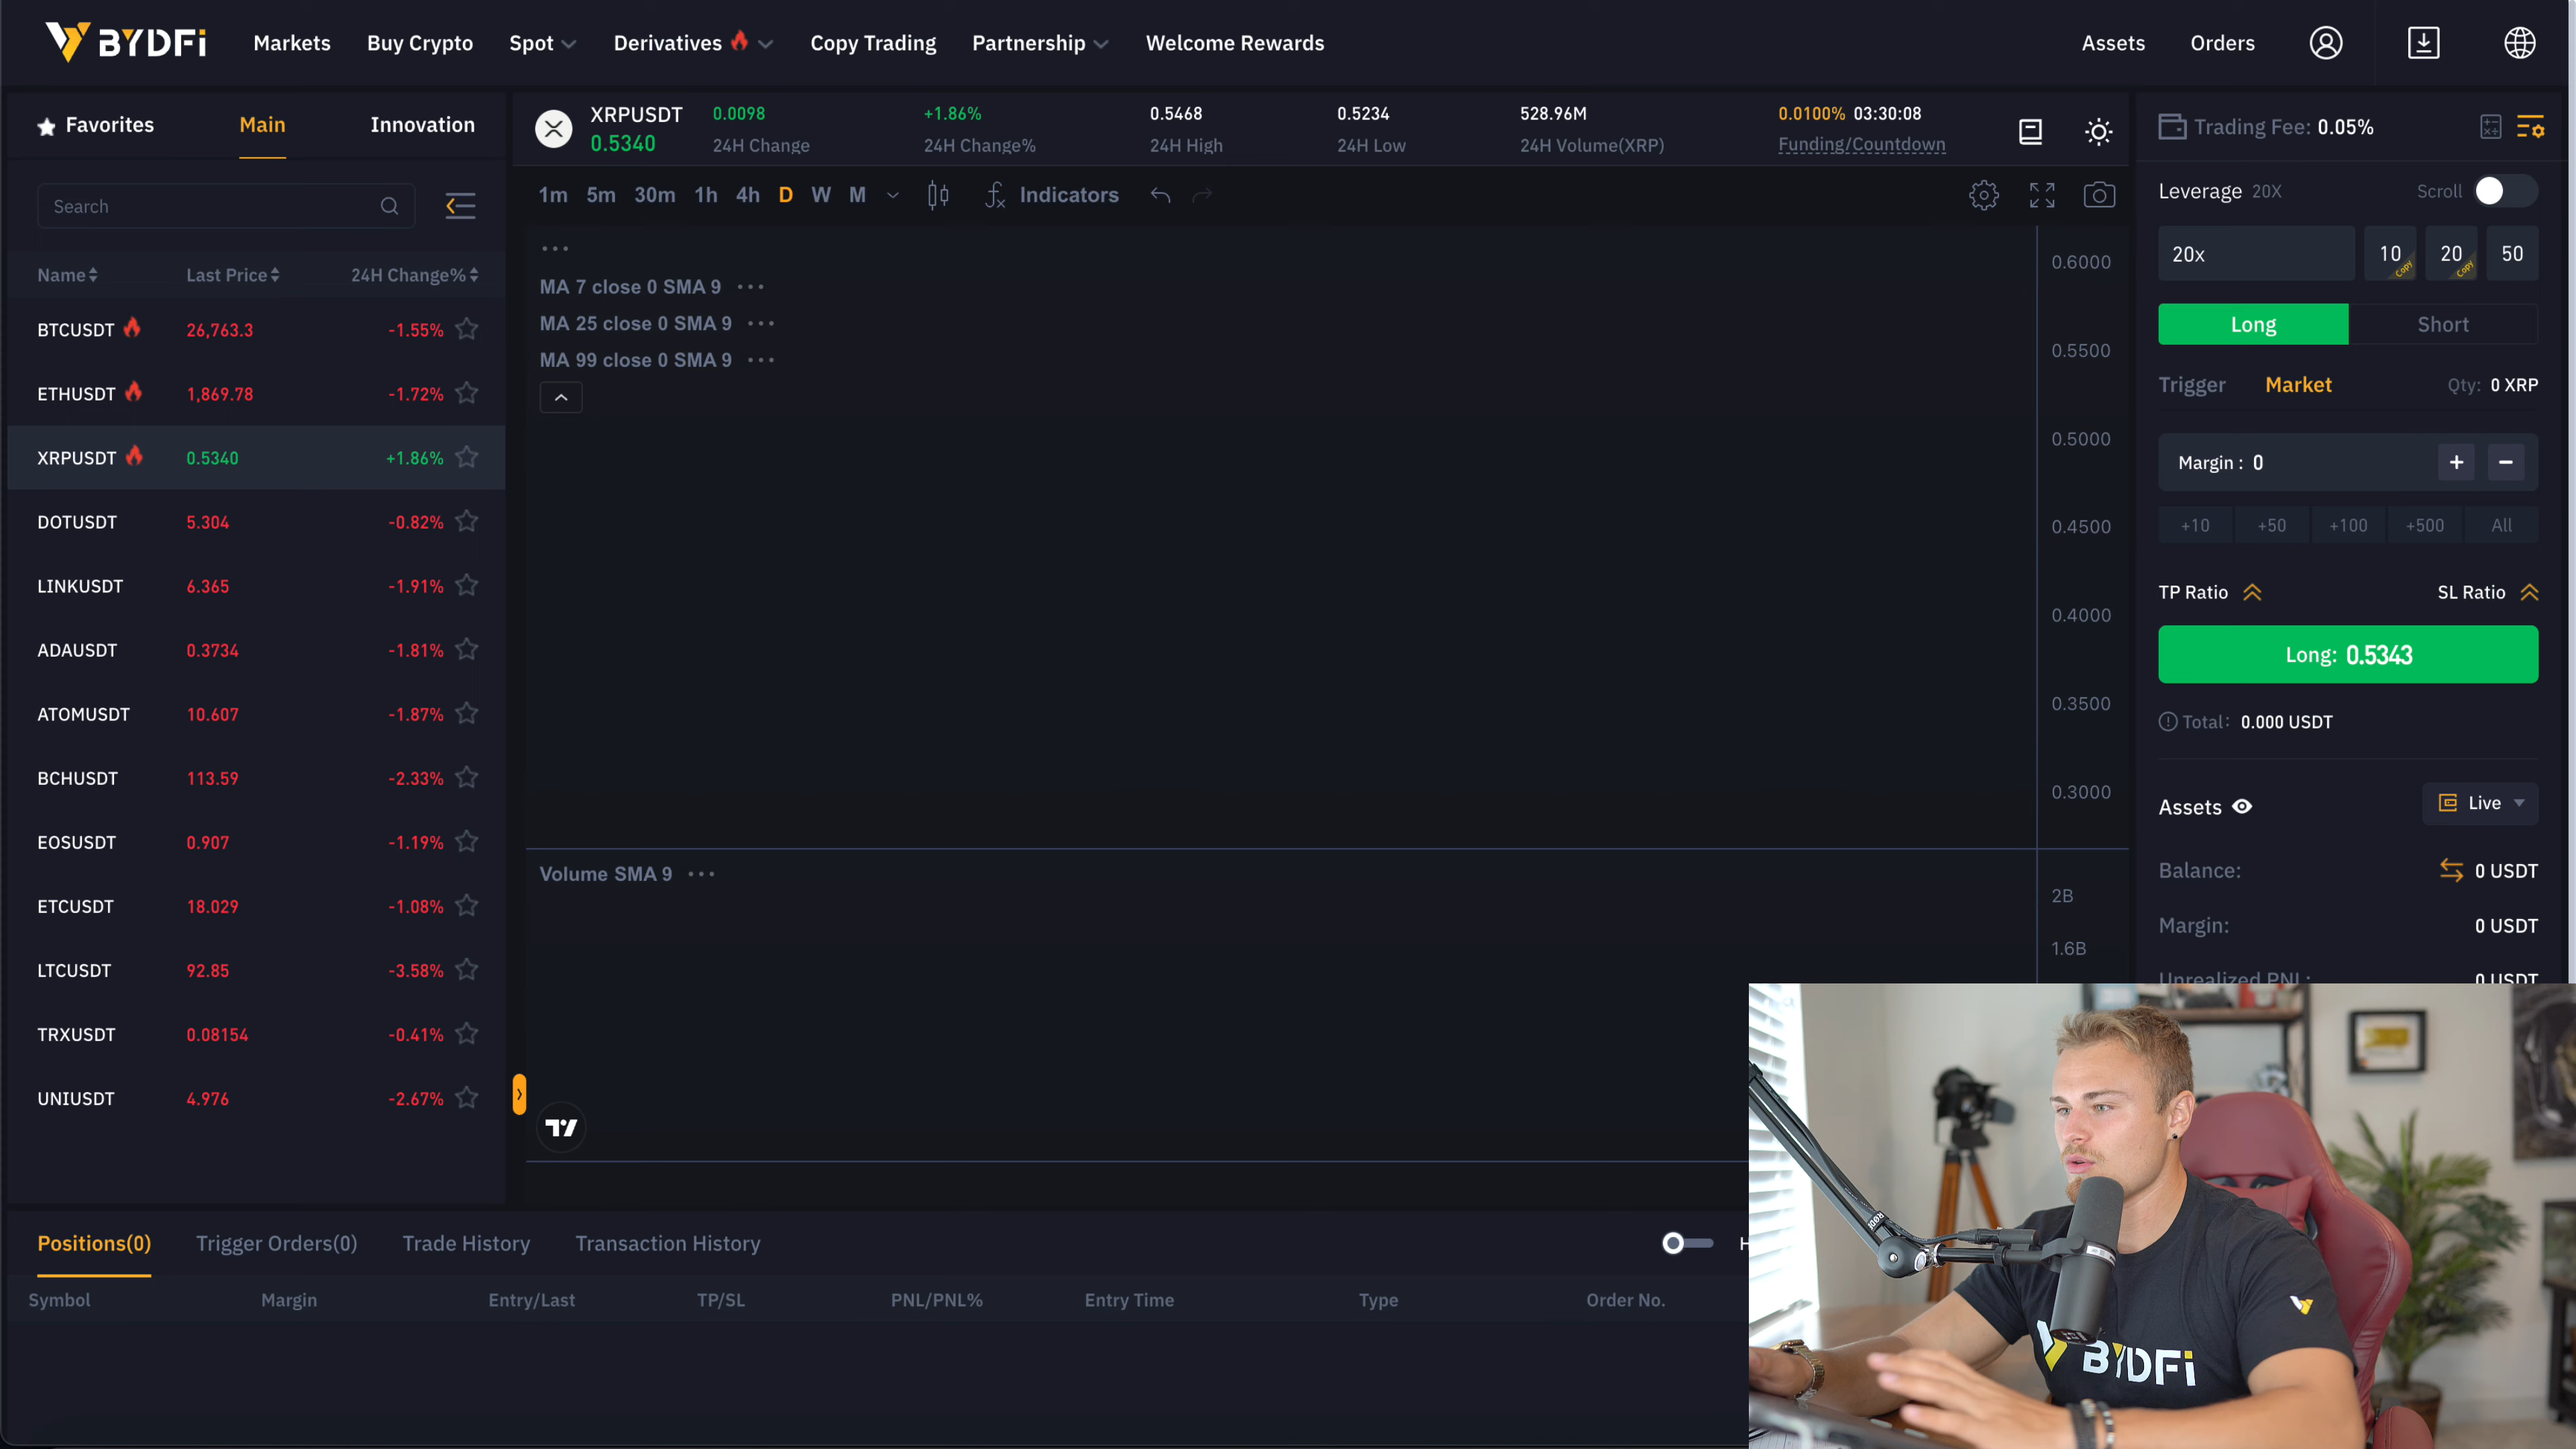 BYDFi Markets Buy Crypto Spot Derivatives Copy Trading Partnership Welcome Rewards Assets Orders
Favorites Main Innovation
Search
Name Last Price 24H Change%
BTCUSDT 26,763.3 -1.55%
ETHUSDT 1,869.78 -1.72%
XRPUSDT 0.5340 +1.86%
DOTUSDT 5.304 -0.82%
LINKUSDT 6.365 -1.91%
ADAUSDT 0.3734 -1.81%
ATOMUSDT 10.607 -1.87%
BCHUSDT 113.59 -2.33%
EOSUSDT 0.907 -1.19%
ETCUSDT 18.029 -1.08%
LTCUSDT 92.85 -3.58%
TRXUSDT 0.08154 -0.41%
UNIUSDT 4.976 -2.67%
XRPUSDT 0.0098 +1.86% 0.5468 0.5234 528.96M 0.0100% 03:30:08
0.5340 24H Change 24H Change% 24H High 24H Low 24H Volume(XRP) Funding/Countdown
1m 5m 30m 1h 4h D W M Indicators
MA 7 close 0 SMA 9
MA 25 close 0 SMA 9
MA 99 close 0 SMA 9
0.6000
0.5500
0.5000
0.4500
0.4000
0.3500
0.3000
Volume SMA 9
2B
1.6B
Trading Fee: 0.05%
Leverage 20X Scroll
20x 10 Copy 20 Copy 50
Long Short
Trigger Market Qty: 0 XRP
Margin : 0 + −
+10 +50 +100 +500 All
TP Ratio SL Ratio
Long: 0.5343
Total: 0.000 USDT
Assets Live
Balance: 0 USDT
Margin: 0 USDT
Unrealized PNL: 0 USDT
Positions(0) Trigger Orders(0) Trade History Transaction History
Symbol Margin Entry/Last TP/SL PNL/PNL% Entry Time Type Order No.
RØDE
BYDFi